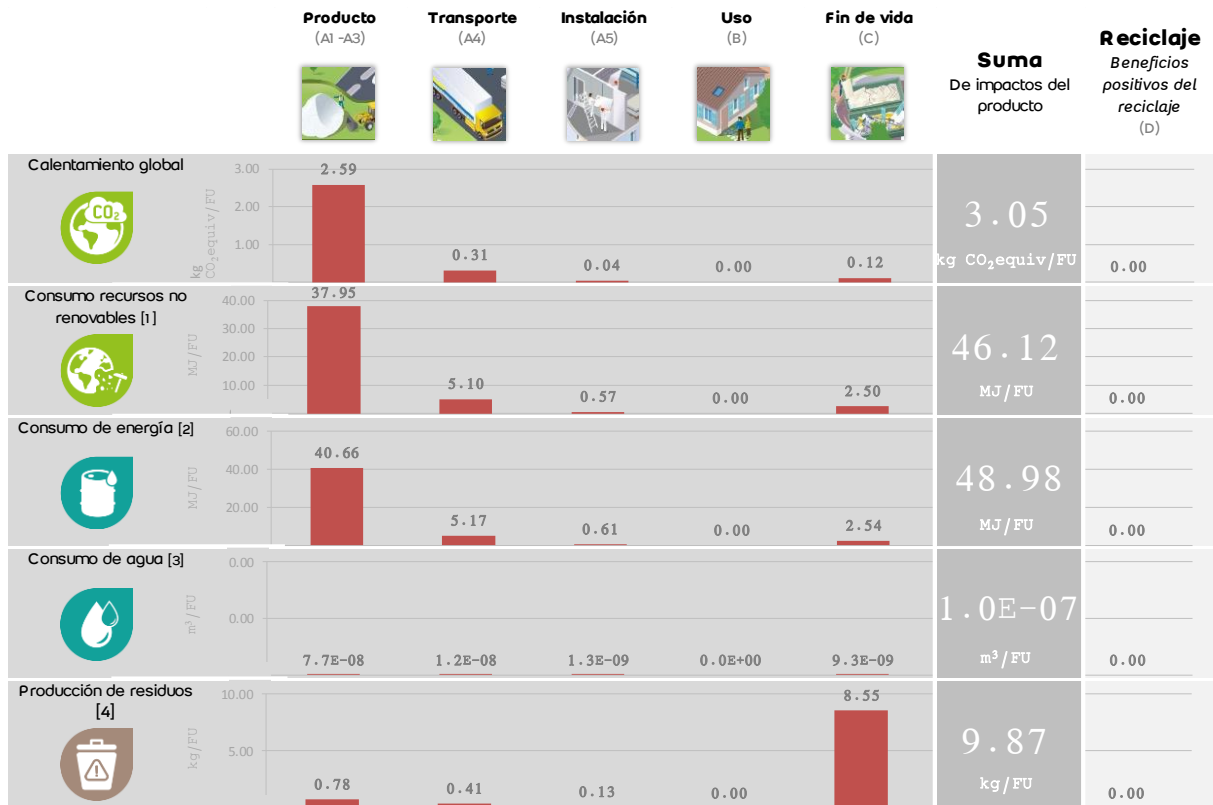 Producto
(A1 -A3)
Transporte
(A4)
Instalación
(A5)
Uso
(B)
Fin de vida
(C)
Suma
De impactos del
producto
Reciclaje
Beneficios
positivos del
reciclaje
(D)
Calentamiento global
CO2
kg
CO2equiv/FU
3.00
2.00
1.00
2.59
0.31
0.04
0.00
0.12
3.05
kg CO2equiv/FU
0.00
Consumo recursos no
renovables [1]
MJ/FU
40.00
30.00
20.00
10.00
37.95
5.10
0.57
0.00
2.50
46.12
MJ/FU
0.00
Consumo de energía [2]
MJ/FU
60.00
40.00
20.00
40.66
5.17
0.61
0.00
2.54
48.98
MJ/FU
0.00
Consumo de agua [3]
m³/FU
0.00
0.00
7.7E-08
1.2E-08
1.3E-09
0.0E+00
9.3E-09
1.0E-07
m³/FU
0.00
Producción de residuos
[4]
kg/FU
10.00
5.00
0.78
0.41
0.13
0.00
8.55
9.87
kg/FU
0.00